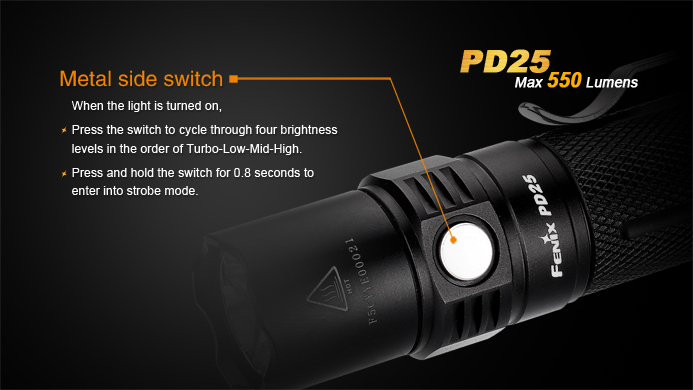 PD25
Max 550 Lumens
Metal side switch
When the light is turned on,
Press the switch to cycle through four brightness
levels in the order of Turbo-Low-Mid-High.
Press and hold the switch for 0.8 seconds to
enter into strobe mode.
FENIX PD25
HOT